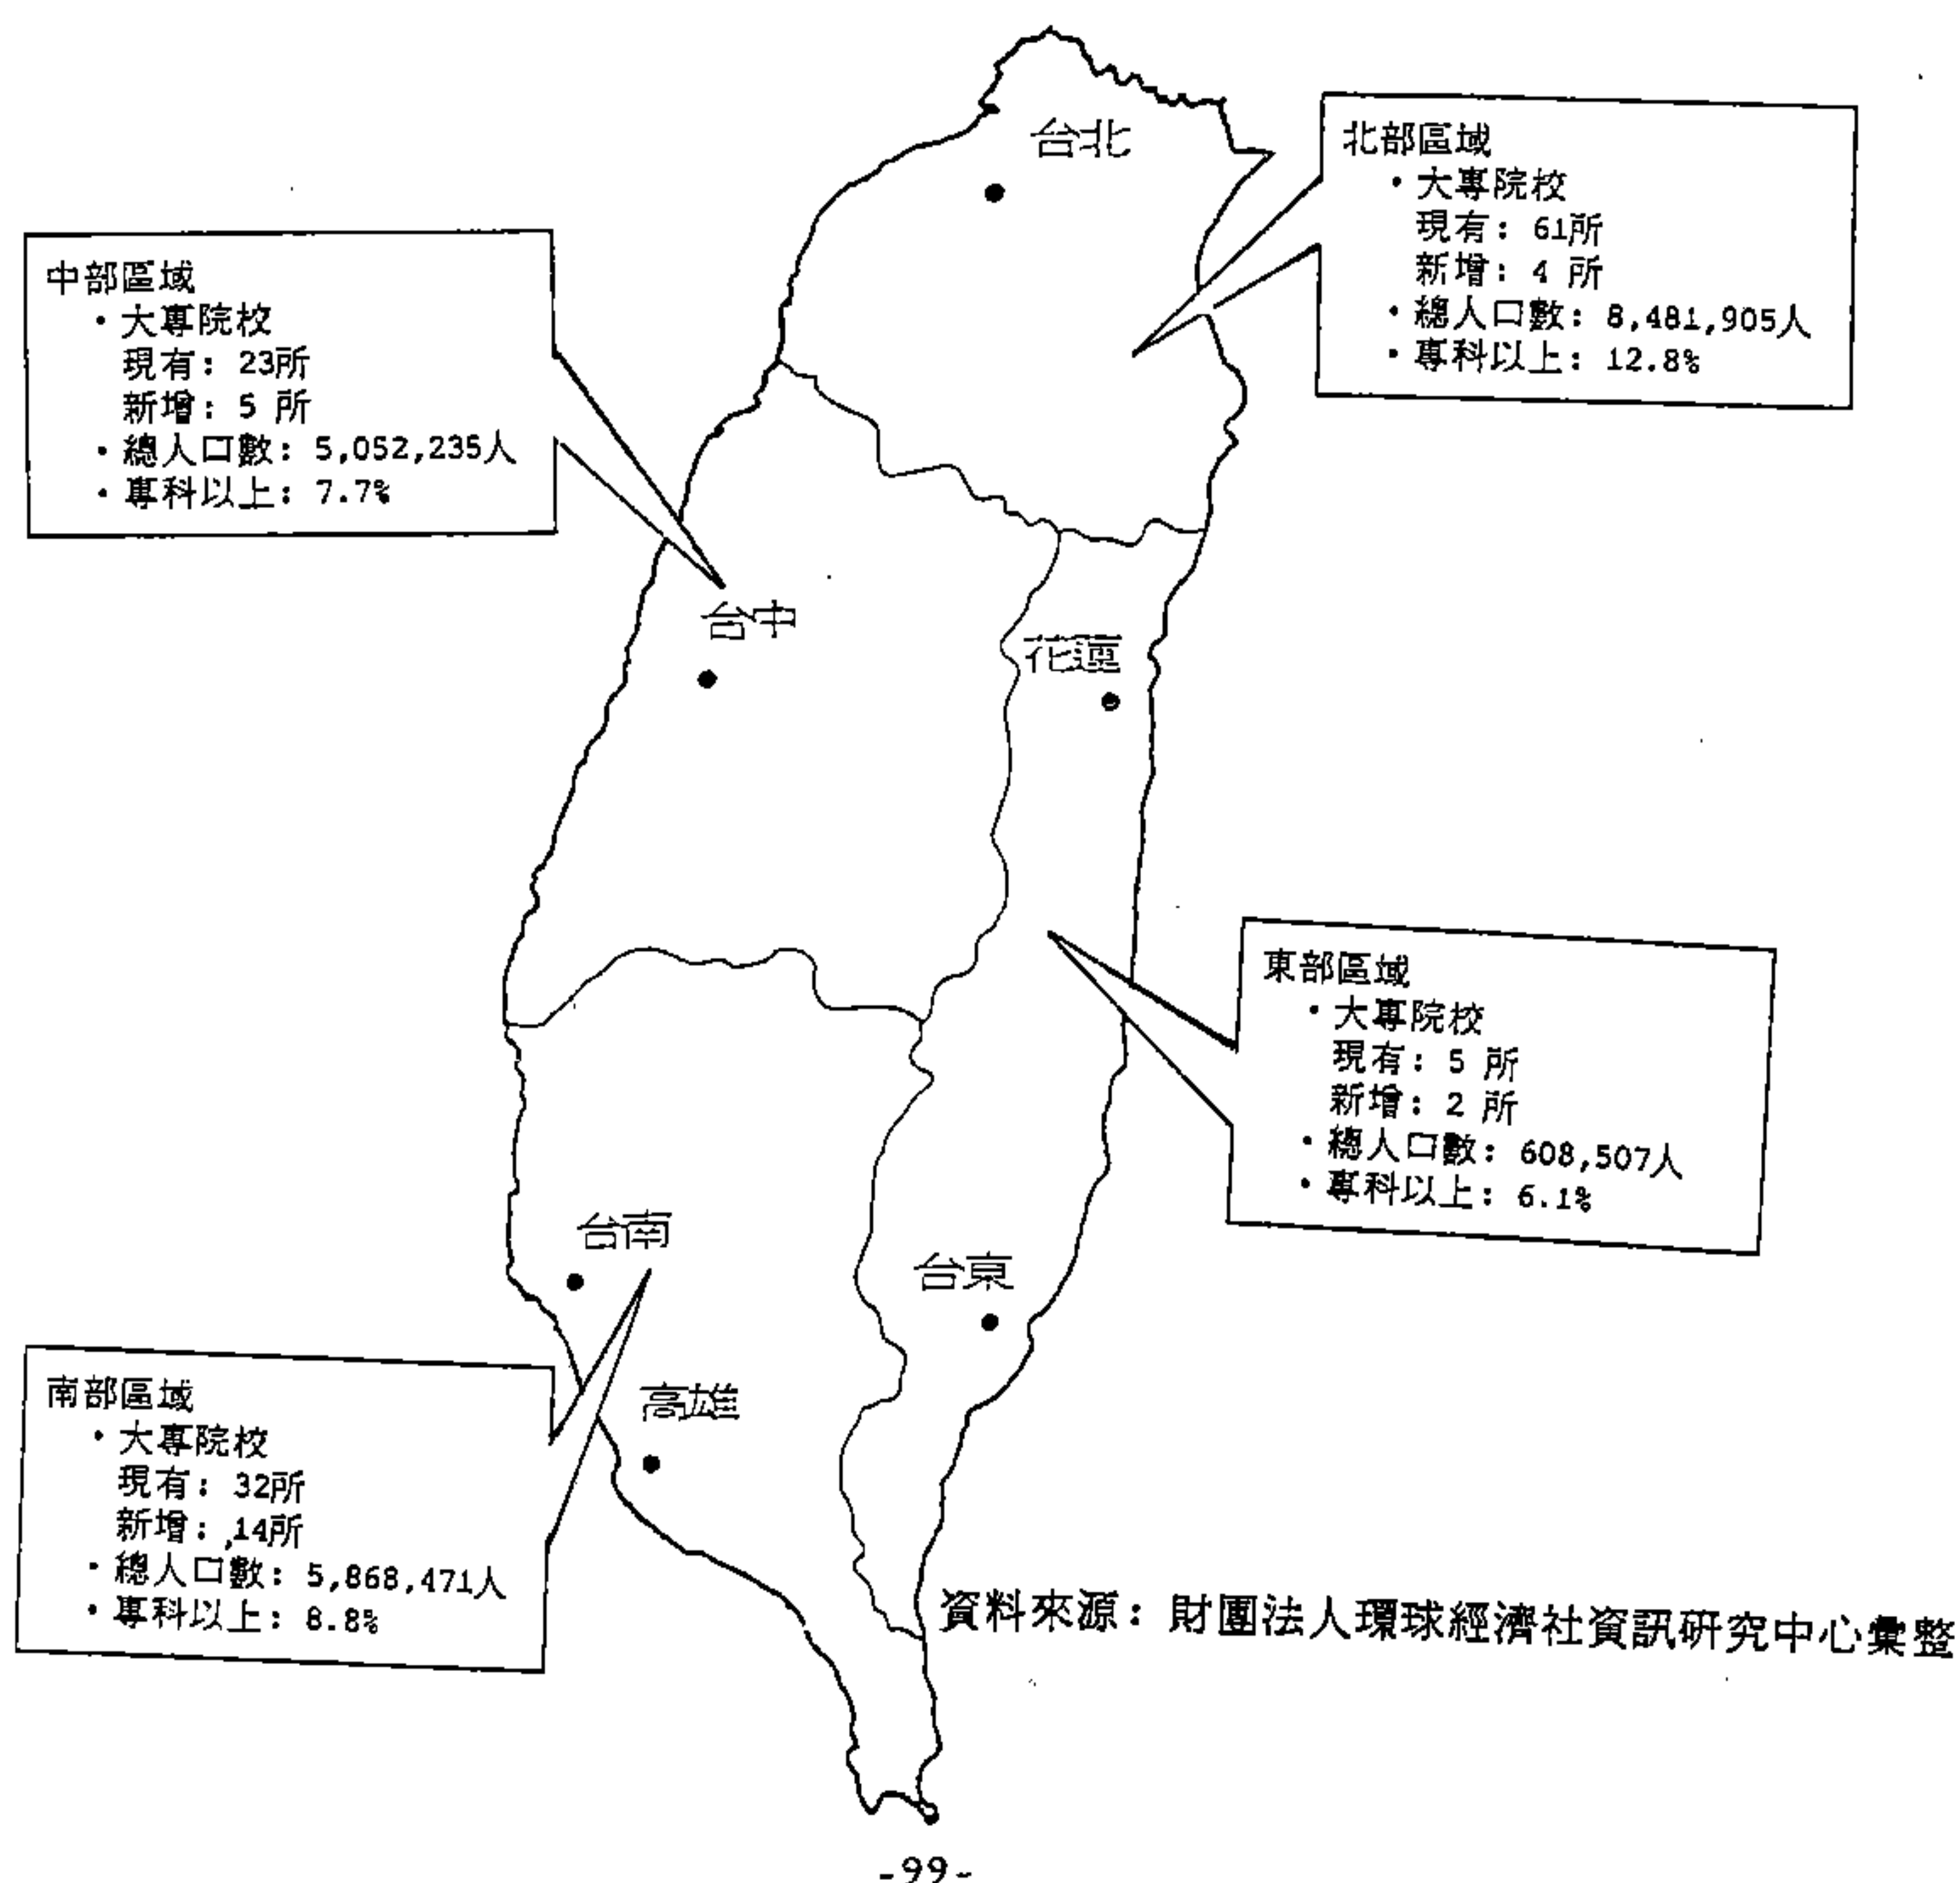 台北
北部區域
・大專院校
現有: 61所
新增: 4 所
・總人口數: 8,481,905人
・專科以上: 12.8%
中部區域
・大專院校
現有: 23所
新增: 5 所
・總人口數: 5,052,235人
・專科以上: 7.7%
台中
花蓮
東部區域
・大專院校
現有: 5 所
新增: 2 所
・總人口數: 608,507人
・專科以上: 6.1%
台南
台東
南部區域
・大專院校
現有: 32所
新增: 14所
・總人口數: 5,868,471人
・專科以上: 8.8%
高雄
資料來源: 財團法人環球經濟社資訊研究中心彙整
-99-